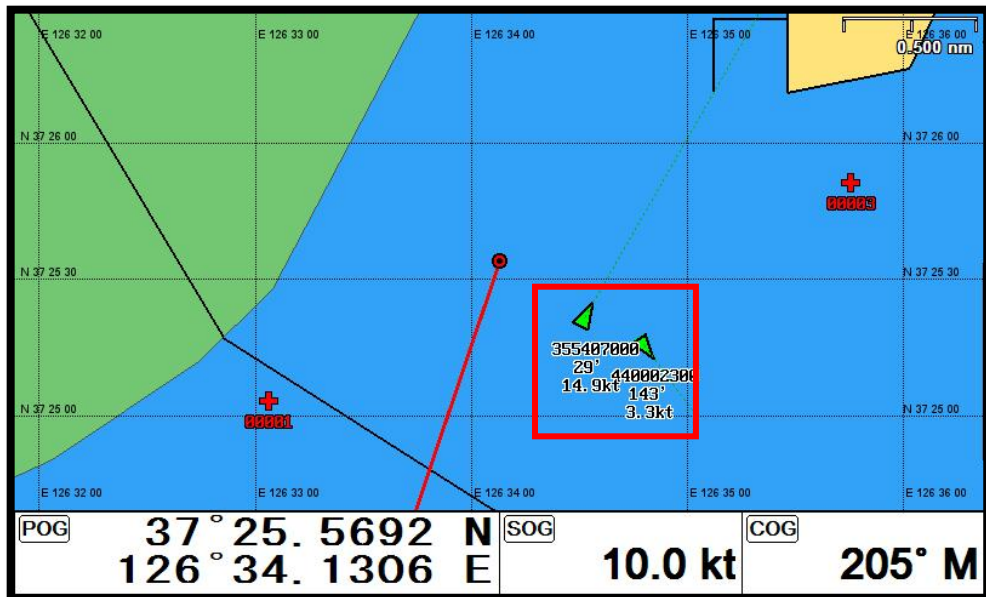 E 126 32 00
E 126 33 00
E 126 34 00
E 126 35 00
E 126 36 00
0.500 nm
N 37 26 00
N 37 26 00
00003
N 37 25 30
N 37 25 30
355407000
29'
14.9kt
440002300
143'
3.3kt
N 37 25 00
N 37 25 00
00001
E 126 32 00
E 126 33 00
E 126 34 00
E 126 35 00
E 126 36 00
POG
37°25.5692 N
126°34.1306 E
SOG
10.0 kt
COG
205° M